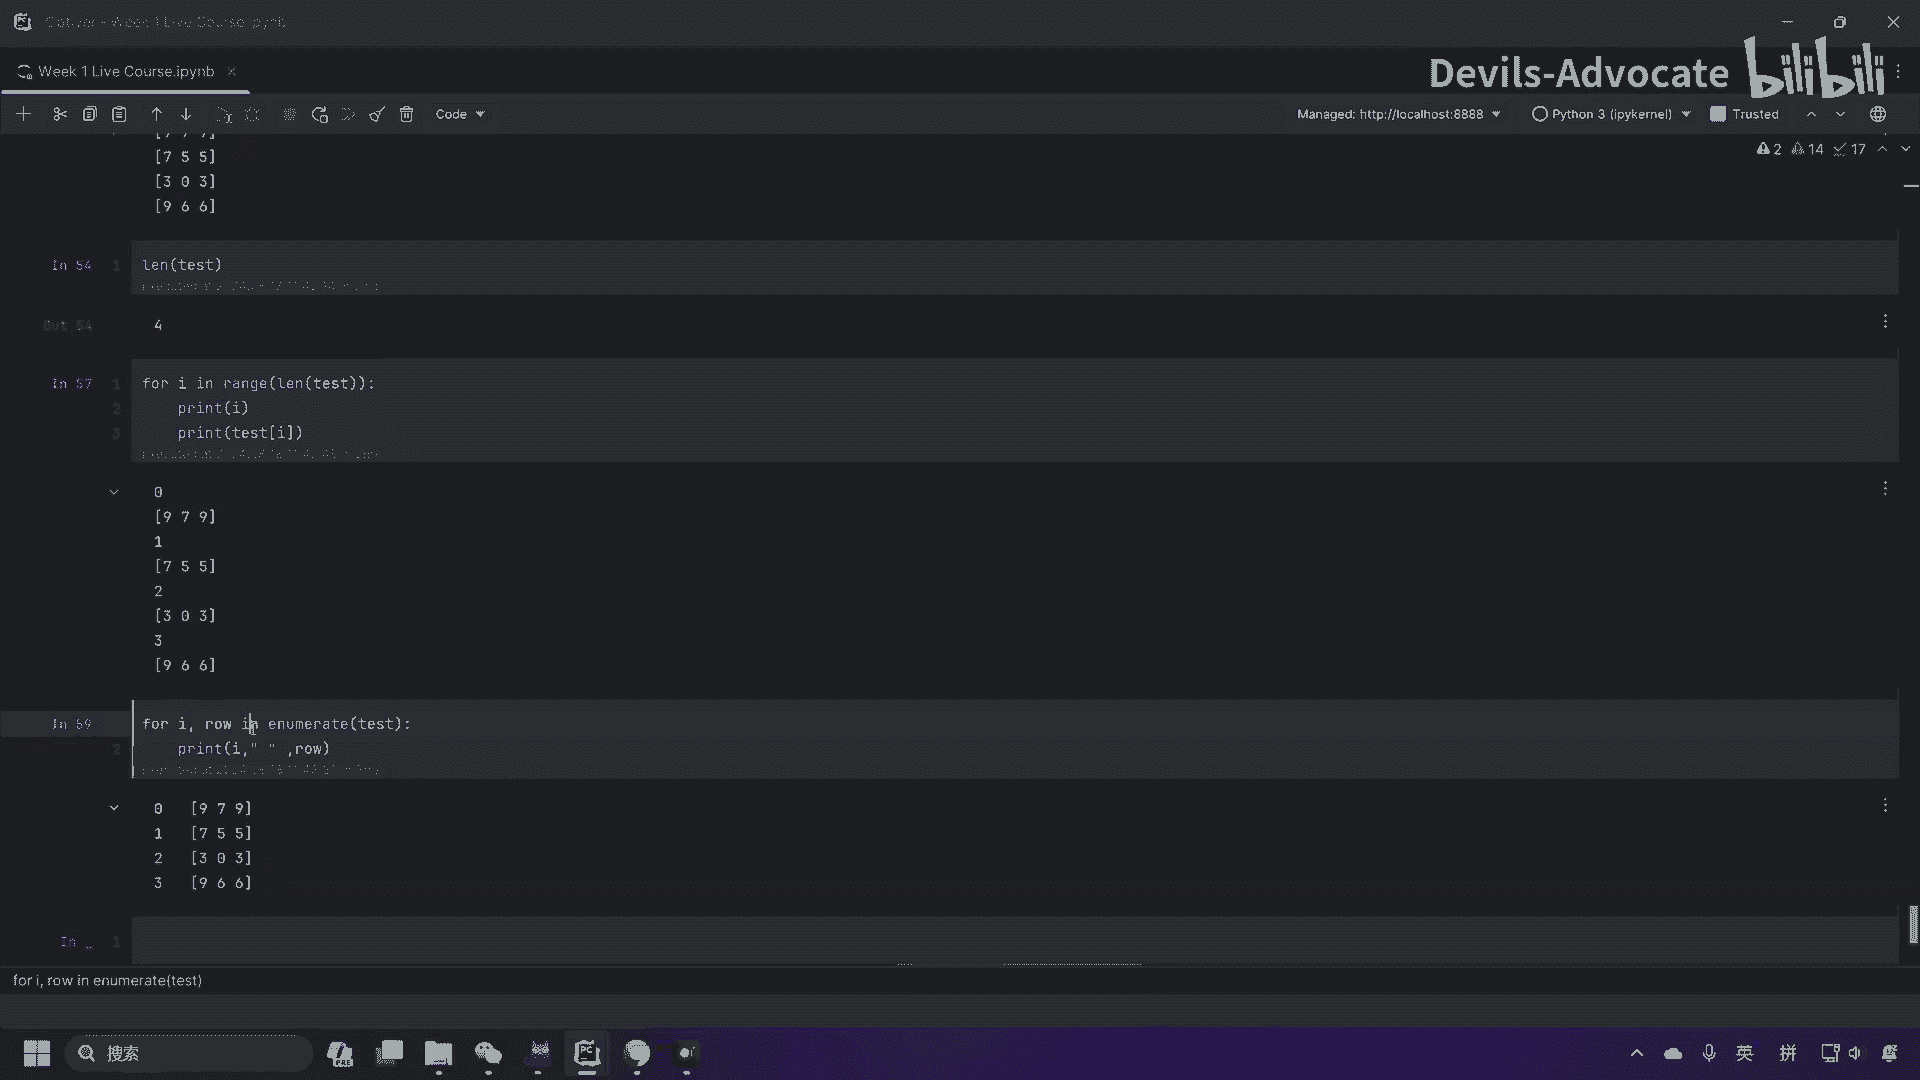 Week 1 Live Course.ipynb
Devils-Advocate bilibili
Code
Managed: http://localhost:8888
Python 3 (ipykernel)
Trusted
2 14 17
[7 5 5]
[3 0 3]
[9 6 6]
In 54 1 len(test)
Out 54 4
In 57 1 for i in range(len(test)):
2 print(i)
3 print(test[i])
0
[9 7 9]
1
[7 5 5]
2
[3 0 3]
3
[9 6 6]
In 59 for i, row in enumerate(test):
2 print(i," " ,row)
0 [9 7 9]
1 [7 5 5]
2 [3 0 3]
3 [9 6 6]
In _ 1
for i, row in enumerate(test)
搜索
PRE
PC
英
拼